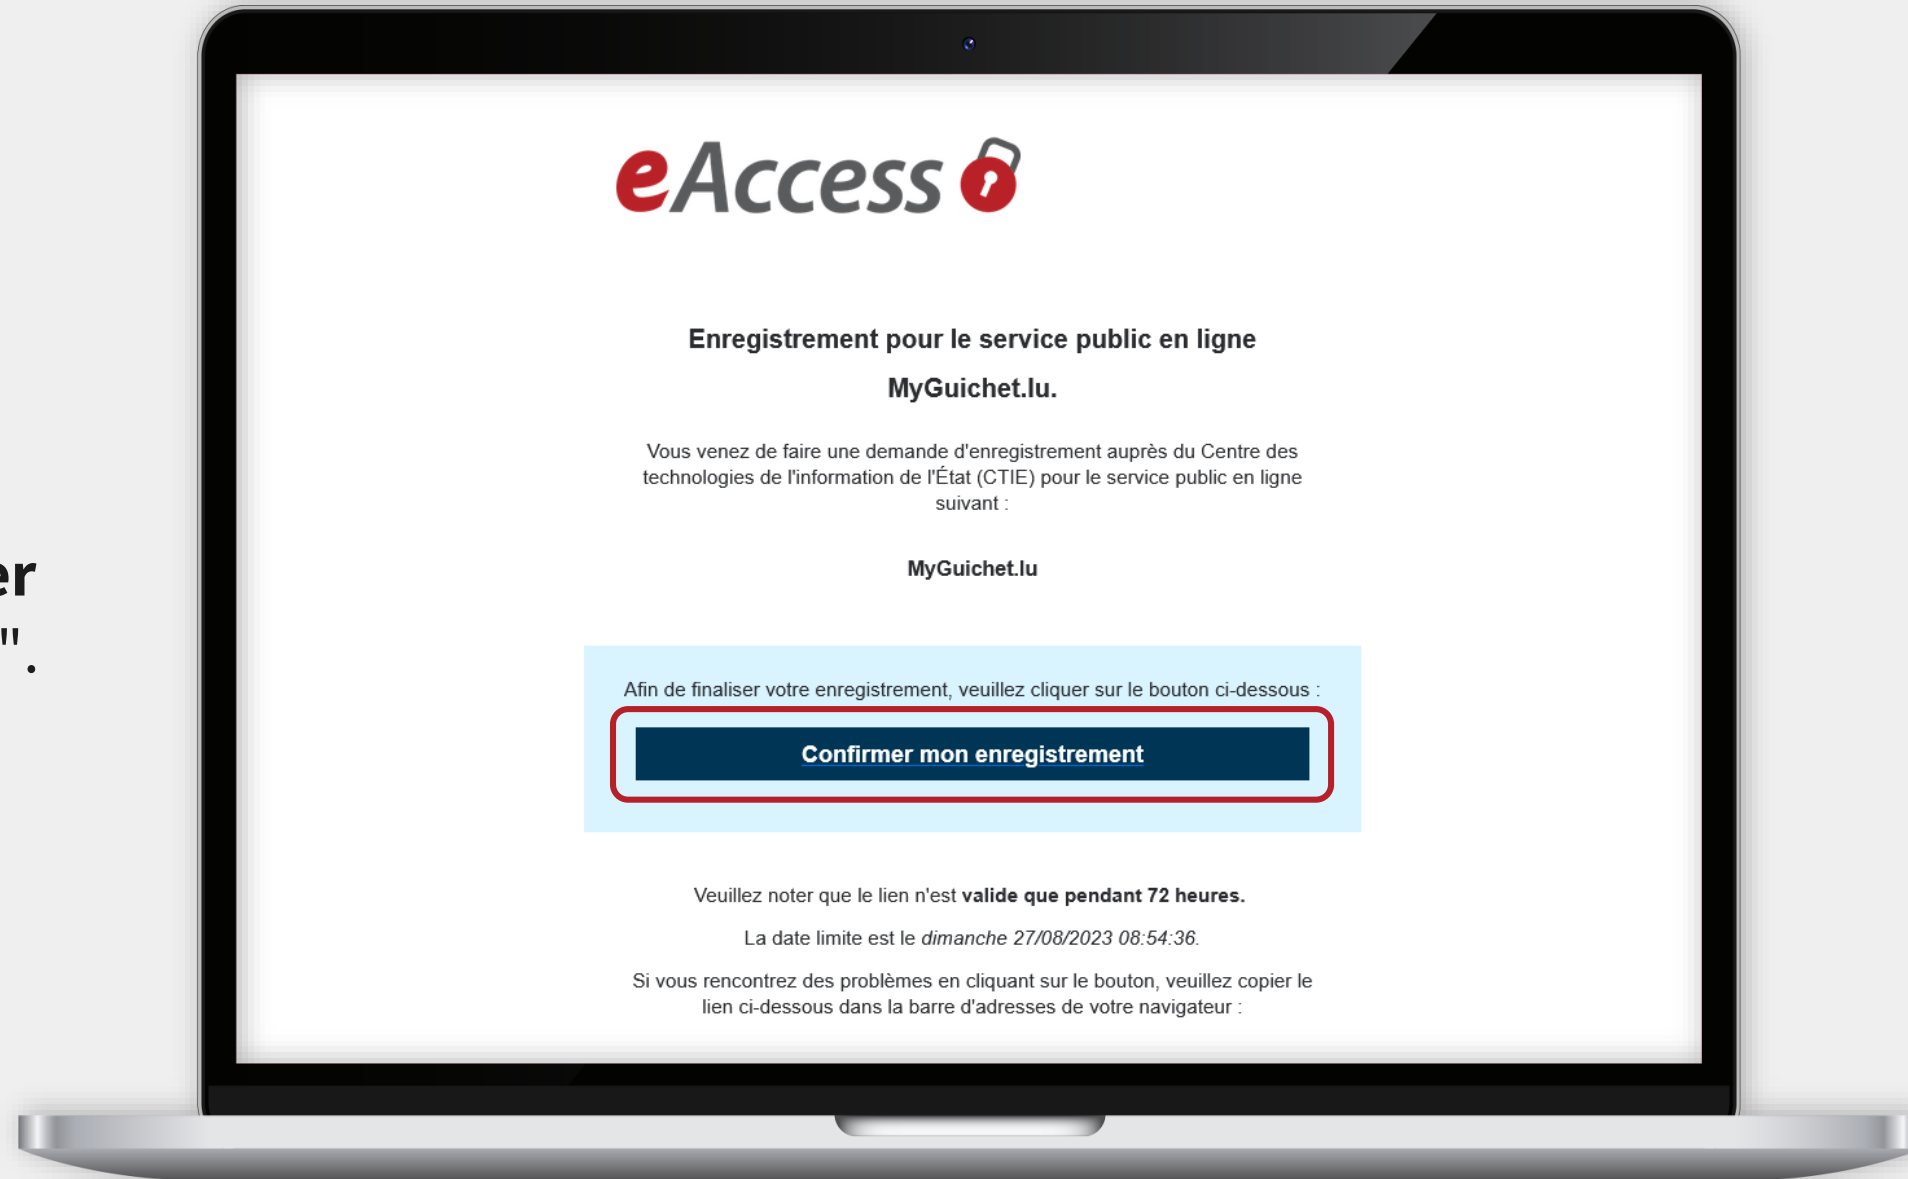 eAccess
Enregistrement pour le service public en ligne
MyGuichet.lu.
Vous venez de faire une demande d'enregistrement auprès du Centre des
technologies de l'information de l'État (CTIE) pour le service public en ligne
suivant :
MyGuichet.lu
er
".
Afin de finaliser votre enregistrement, veuillez cliquer sur le bouton ci-dessous :
Confirmer mon enregistrement
Veuillez noter que le lien n'est valide que pendant 72 heures.
La date limite est le dimanche 27/08/2023 08:54:36.
Si vous rencontrez des problèmes en cliquant sur le bouton, veuillez copier le
lien ci-dessous dans la barre d'adresses de votre navigateur :